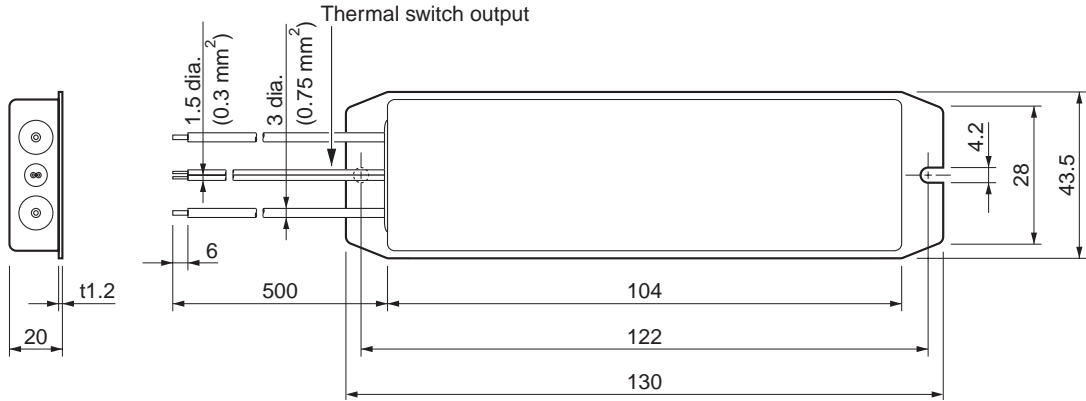 Thermal switch output
1.5 dia.
(0.3 mm²)
3 dia.
(0.75 mm²)
4.2
28
43.5
6
t1.2
500
104
20
122
130